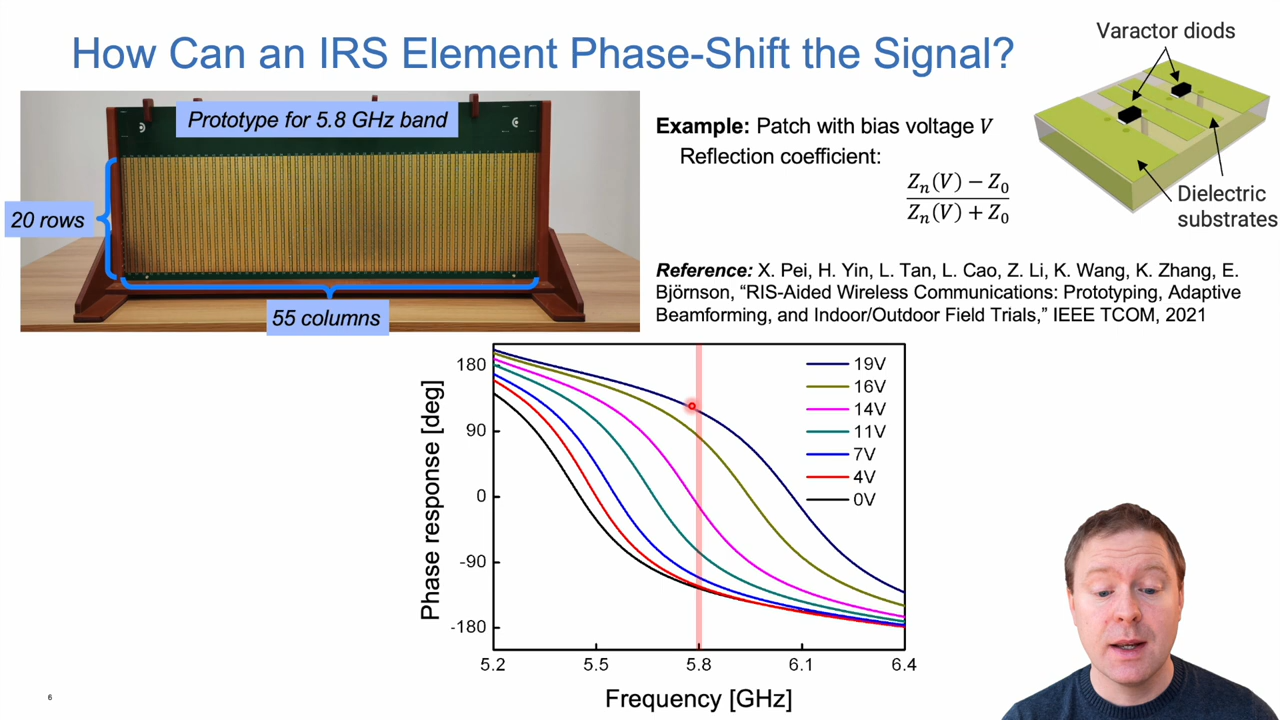 How Can an IRS Element Phase-Shift the Signal?
Prototype for 5.8 GHz band
20 rows
55 columns
Example: Patch with bias voltage V
Reflection coefficient:
Zₙ(V) − Z₀
Zₙ(V) + Z₀
Varactor diods
Dielectric
substrates
Reference: X. Pei, H. Yin, L. Tan, L. Cao, Z. Li, K. Wang, K. Zhang, E.
Björnson, “RIS-Aided Wireless Communications: Prototyping, Adaptive
Beamforming, and Indoor/Outdoor Field Trials,” IEEE TCOM, 2021
Phase response [deg]
180
90
0
-90
-180
19V
16V
14V
11V
7V
4V
0V
5.2 5.5 5.8 6.1 6.4
Frequency [GHz]
6